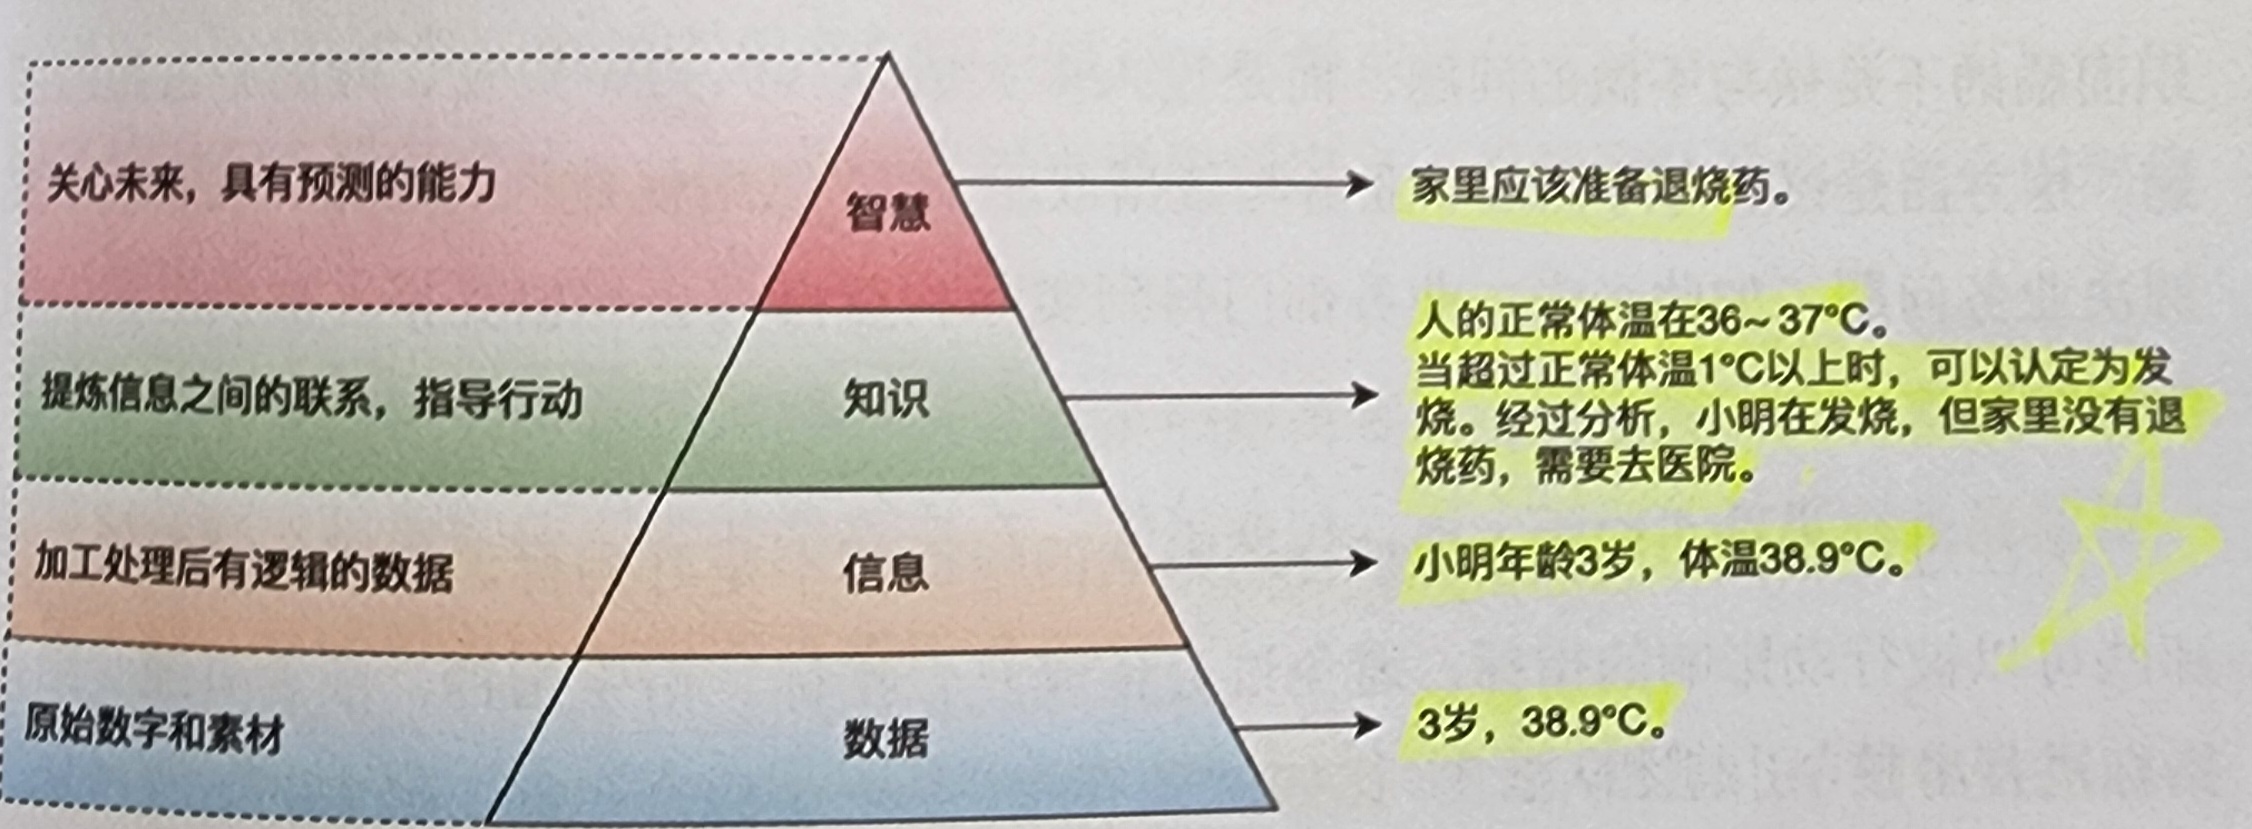 关心未来，具有预测的能力
智慧
家里应该准备退烧药。
提炼信息之间的联系，指导行动
知识
人的正常体温在36~37°C。
当超过正常体温1°C以上时，可以认定为发
烧。经过分析，小明在发烧，但家里没有退
烧药，需要去医院。
加工处理后有逻辑的数据
信息
小明年龄3岁，体温38.9°C。
原始数字和素材
数据
3岁，38.9°C。